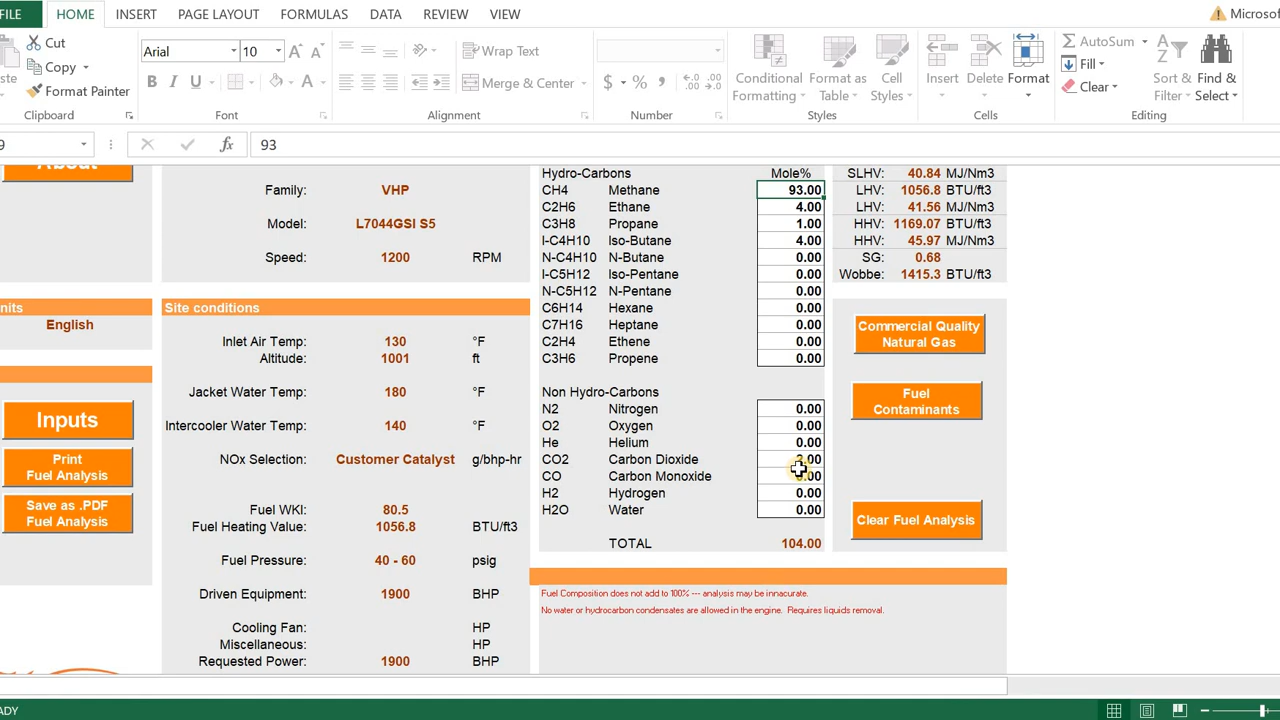 FILE HOME INSERT PAGE LAYOUT FORMULAS DATA REVIEW VIEW Microsof
Cut
Copy
Format Painter
Clipboard
Arial 10
Font
Wrap Text
Merge & Center
Alignment
Number
Conditional Formatting
Format as Table
Cell Styles
Styles
Insert Delete Format
Cells
AutoSum
Fill
Clear
Sort & Filter
Find & Select
Editing
9 fx 93
About
Family: VHP
Model: L7044GSI S5
Speed: 1200 RPM
nits
English
Inputs
Print
Fuel Analysis
Save as .PDF
Fuel Analysis
Site conditions
Inlet Air Temp: 130 °F
Altitude: 1001 ft
Jacket Water Temp: 180 °F
Intercooler Water Temp: 140 °F
NOx Selection: Customer Catalyst g/bhp-hr
Fuel WKI: 80.5
Fuel Heating Value: 1056.8 BTU/ft3
Fuel Pressure: 40 - 60 psig
Driven Equipment: 1900 BHP
Cooling Fan: HP
Miscellaneous: HP
Requested Power: 1900 BHP
Hydro-Carbons Mole%
CH4 Methane 93.00
C2H6 Ethane 4.00
C3H8 Propane 1.00
I-C4H10 Iso-Butane 4.00
N-C4H10 N-Butane 0.00
I-C5H12 Iso-Pentane 0.00
N-C5H12 N-Pentane 0.00
C6H14 Hexane 0.00
C7H16 Heptane 0.00
C2H4 Ethene 0.00
C3H6 Propene 0.00
Non Hydro-Carbons
N2 Nitrogen 0.00
O2 Oxygen 0.00
He Helium 0.00
CO2 Carbon Dioxide
CO Carbon Monoxide
H2 Hydrogen 0.00
H2O Water 0.00
TOTAL 104.00
Fuel Composition does not add to 100% --- analysis may be innacurate.
No water or hydrocarbon condensates are allowed in the engine. Requires liquids removal.
SLHV: 40.84 MJ/Nm3
LHV: 1056.8 BTU/ft3
LHV: 41.56 MJ/Nm3
HHV: 1169.07 BTU/ft3
HHV: 45.97 MJ/Nm3
SG: 0.68
Wobbe: 1415.3 BTU/ft3
Commercial Quality
Natural Gas
Fuel
Contaminants
Clear Fuel Analysis
ADY